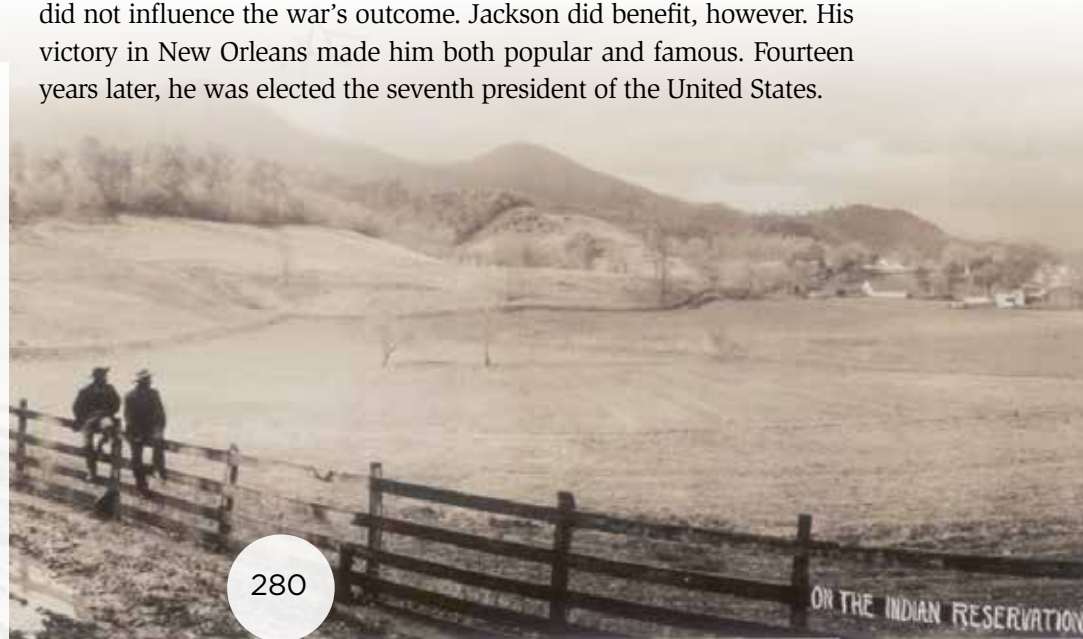 did not influence the war’s outcome. Jackson did benefit, however. His
victory in New Orleans made him both popular and famous. Fourteen
years later, he was elected the seventh president of the United States.
280
ON THE INDIAN RESERVATION